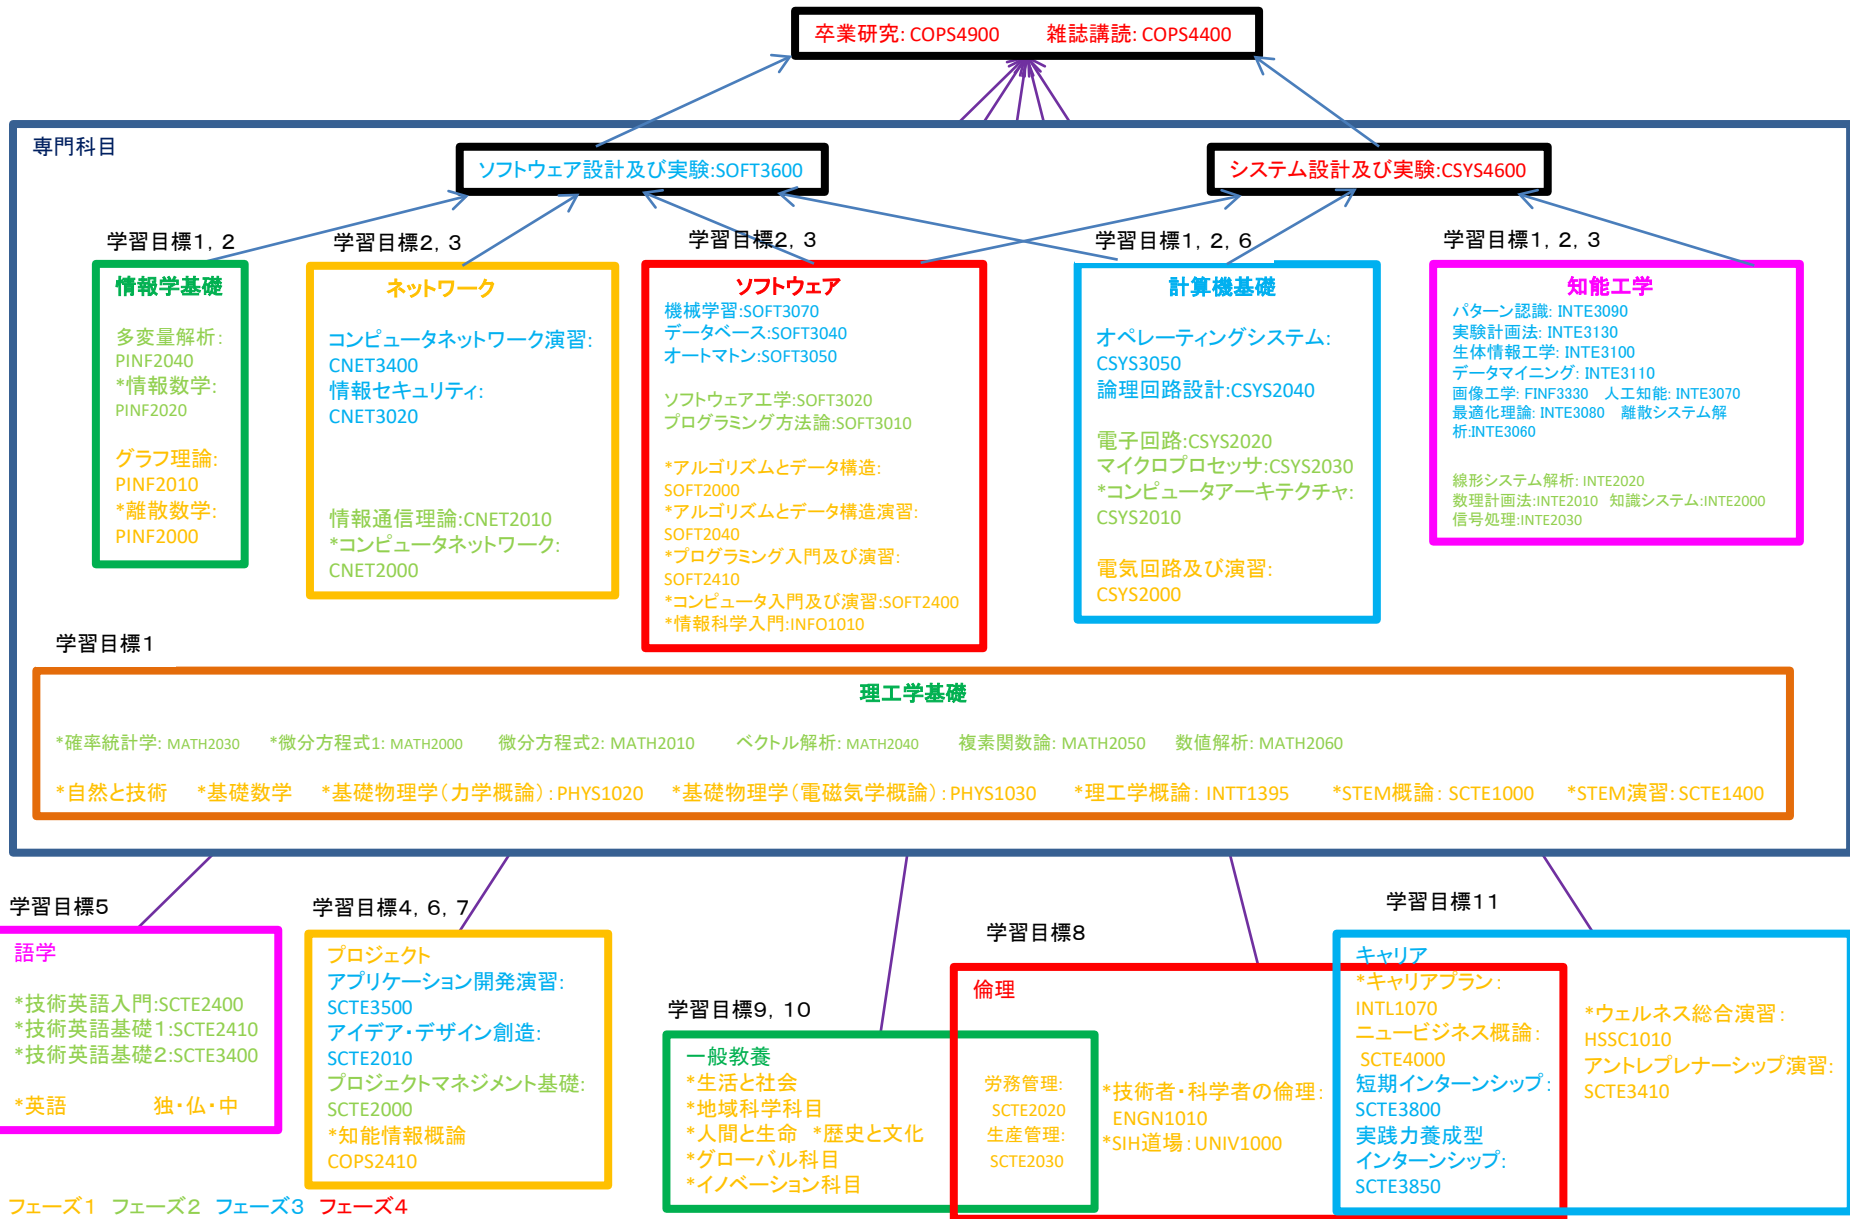 卒業研究: COPS4900　雑誌講読: COPS4400
専門科目
ソフトウェア設計及び実験:SOFT3600
システム設計及び実験:CSYS4600
学習目標1, 2
情報学基礎
多変量解析:
PINF2040
*情報数学:
PINF2020
グラフ理論:
PINF2010
*離散数学:
PINF2000
学習目標2, 3
ネットワーク
コンピュータネットワーク演習:
CNET3400
情報セキュリティ:
CNET3020
情報通信理論:CNET2010
*コンピュータネットワーク:
CNET2000
学習目標2, 3
ソフトウェア
機械学習:SOFT3070
データベース:SOFT3040
オートマトン:SOFT3050
ソフトウェア工学:SOFT3020
プログラミング方法論:SOFT3010
*アルゴリズムとデータ構造:
SOFT2000
*アルゴリズムとデータ構造演習:
SOFT2040
*プログラミング入門及び演習:
SOFT2410
*コンピュータ入門及び演習:SOFT2400
*情報科学入門:INFO1010
学習目標1, 2, 6
計算機基礎
オペレーティングシステム:
CSYS3050
論理回路設計:CSYS2040
電子回路:CSYS2020
マイクロプロセッサ:CSYS2030
*コンピュータアーキテクチャ:
CSYS2010
電気回路及び演習:
CSYS2000
学習目標1, 2, 3
知能工学
パターン認識: INTE3090
実験計画法: INTE3130
生体情報工学: INTE3100
データマイニング: INTE3110
画像工学: FINF3330　人工知能: INTE3070
最適化理論: INTE3080　離散システム解
析:INTE3060
線形システム解析: INTE2020
数理計画法:INTE2010　知識システム:INTE2000
信号処理:INTE2030
学習目標1
理工学基礎
*確率統計学: MATH2030　*微分方程式1: MATH2000　微分方程式2: MATH2010　ベクトル解析: MATH2040　複素関数論: MATH2050　数値解析: MATH2060
*自然と技術　*基礎数学　*基礎物理学(力学概論):PHYS1020　*基礎物理学(電磁気学概論):PHYS1030　*理工学概論: INTT1395　*STEM概論: SCTE1000　*STEM演習: SCTE1400
学習目標5
語学
*技術英語入門:SCTE2400
*技術英語基礎1:SCTE2410
*技術英語基礎2:SCTE3400
*英語　独・仏・中
学習目標4, 6, 7
プロジェクト
アプリケーション開発演習:
SCTE3500
アイデア・デザイン創造:
SCTE2010
プロジェクトマネジメント基礎:
SCTE2000
*知能情報概論
COPS2410
学習目標9, 10
一般教養
*生活と社会
*地域科学科目
*人間と生命　*歴史と文化
*グローバル科目
*イノベーション科目
学習目標8
倫理
労務管理:
SCTE2020
生産管理:
SCTE2030
*技術者・科学者の倫理:
ENGN1010
*SIH道場:UNIV1000
学習目標11
キャリア
*キャリアプラン:
INTL1070
ニュービジネス概論:
SCTE4000
短期インターンシップ:
SCTE3800
実践力養成型
インターンシップ:
SCTE3850
*ウェルネス総合演習:
HSSC1010
アントレプレナーシップ演習:
SCTE3410
フェーズ1　フェーズ2　フェーズ3　フェーズ4